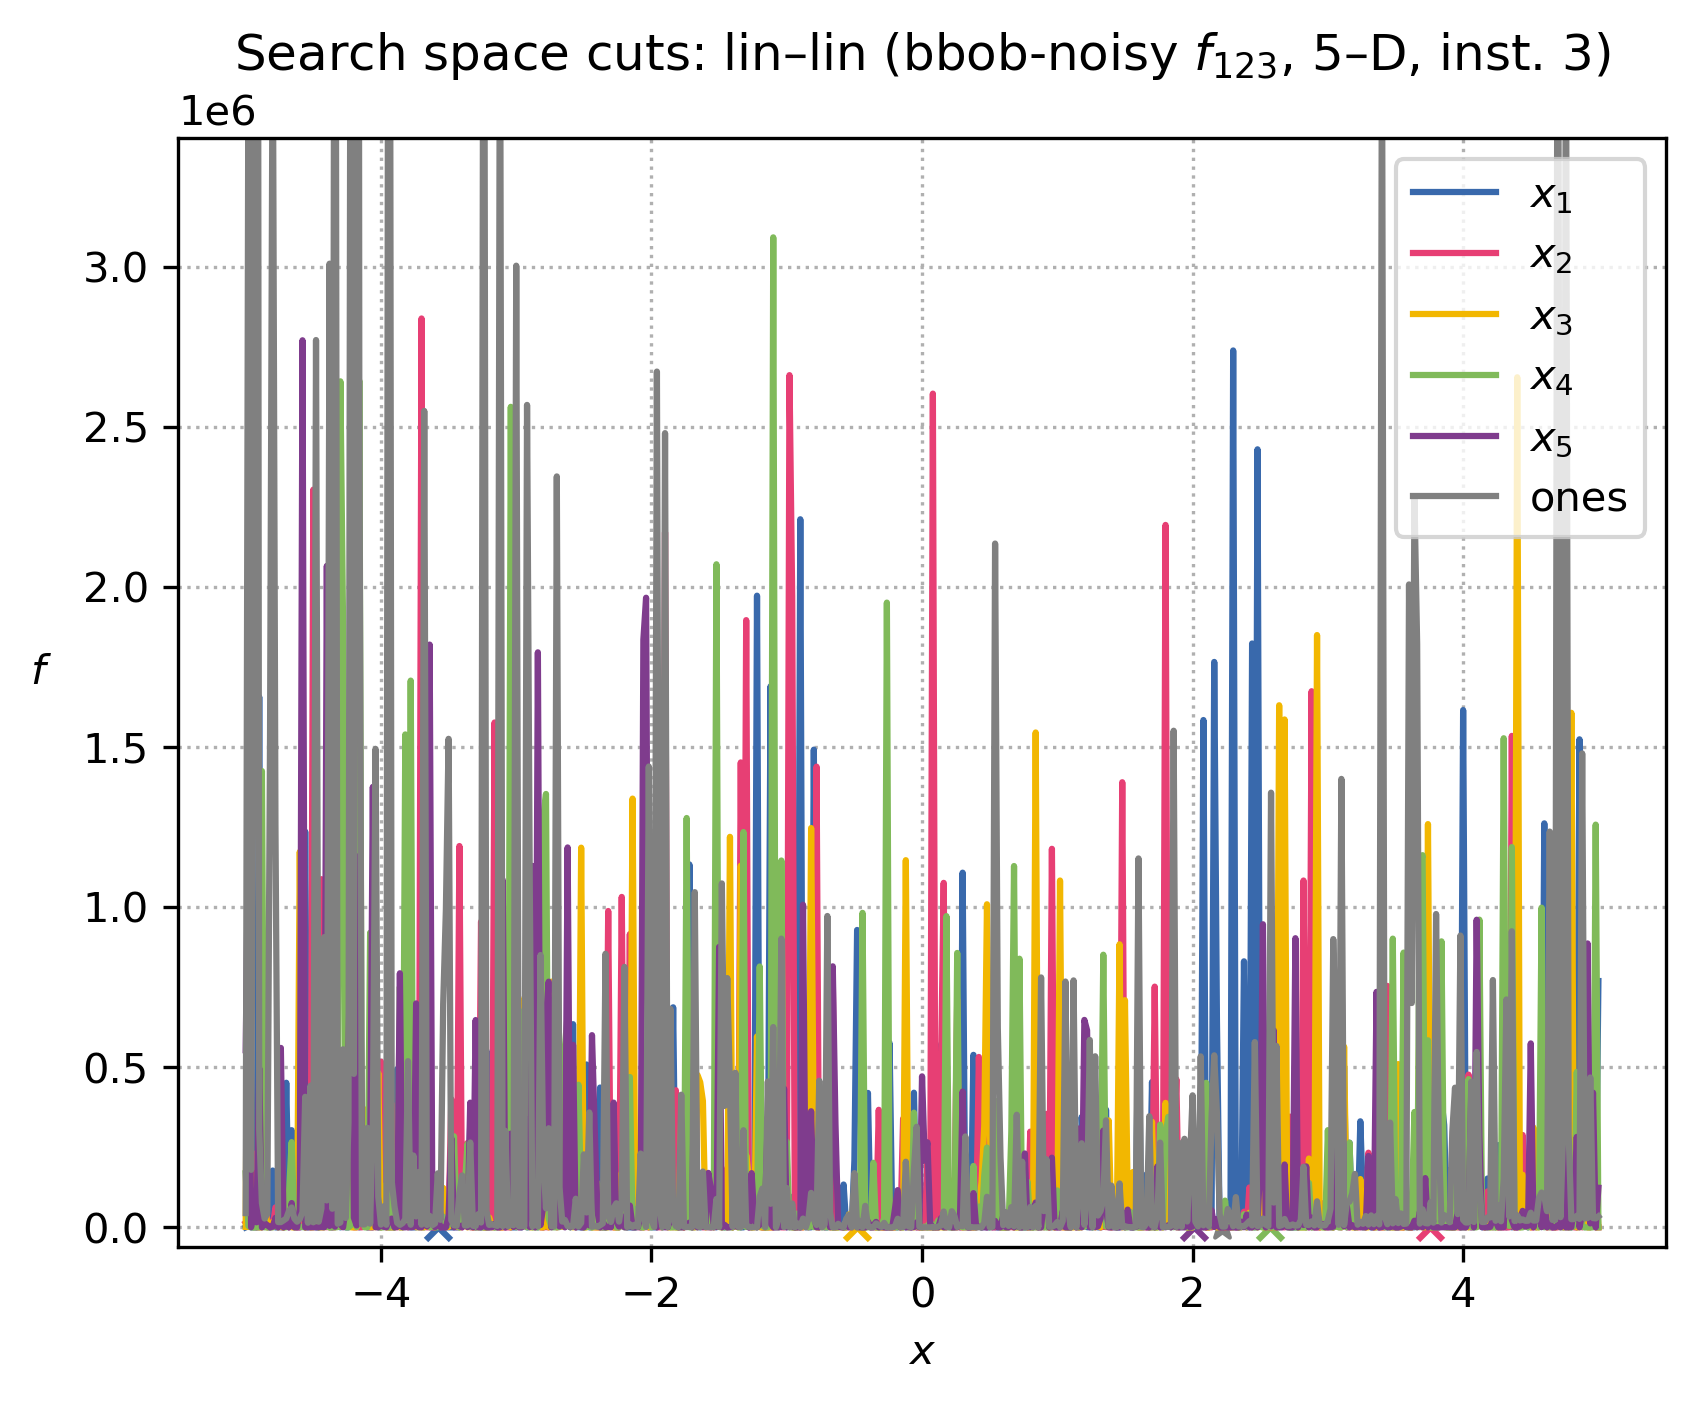 Search space cuts: lin–lin (bbob-noisy f₁₂₃, 5–D, inst. 3)
1e6
3.0
2.5
2.0
1.5
1.0
0.5
0.0
f
−4
−2
0
2
4
x
x₁
x₂
x₃
x₄
x₅
ones